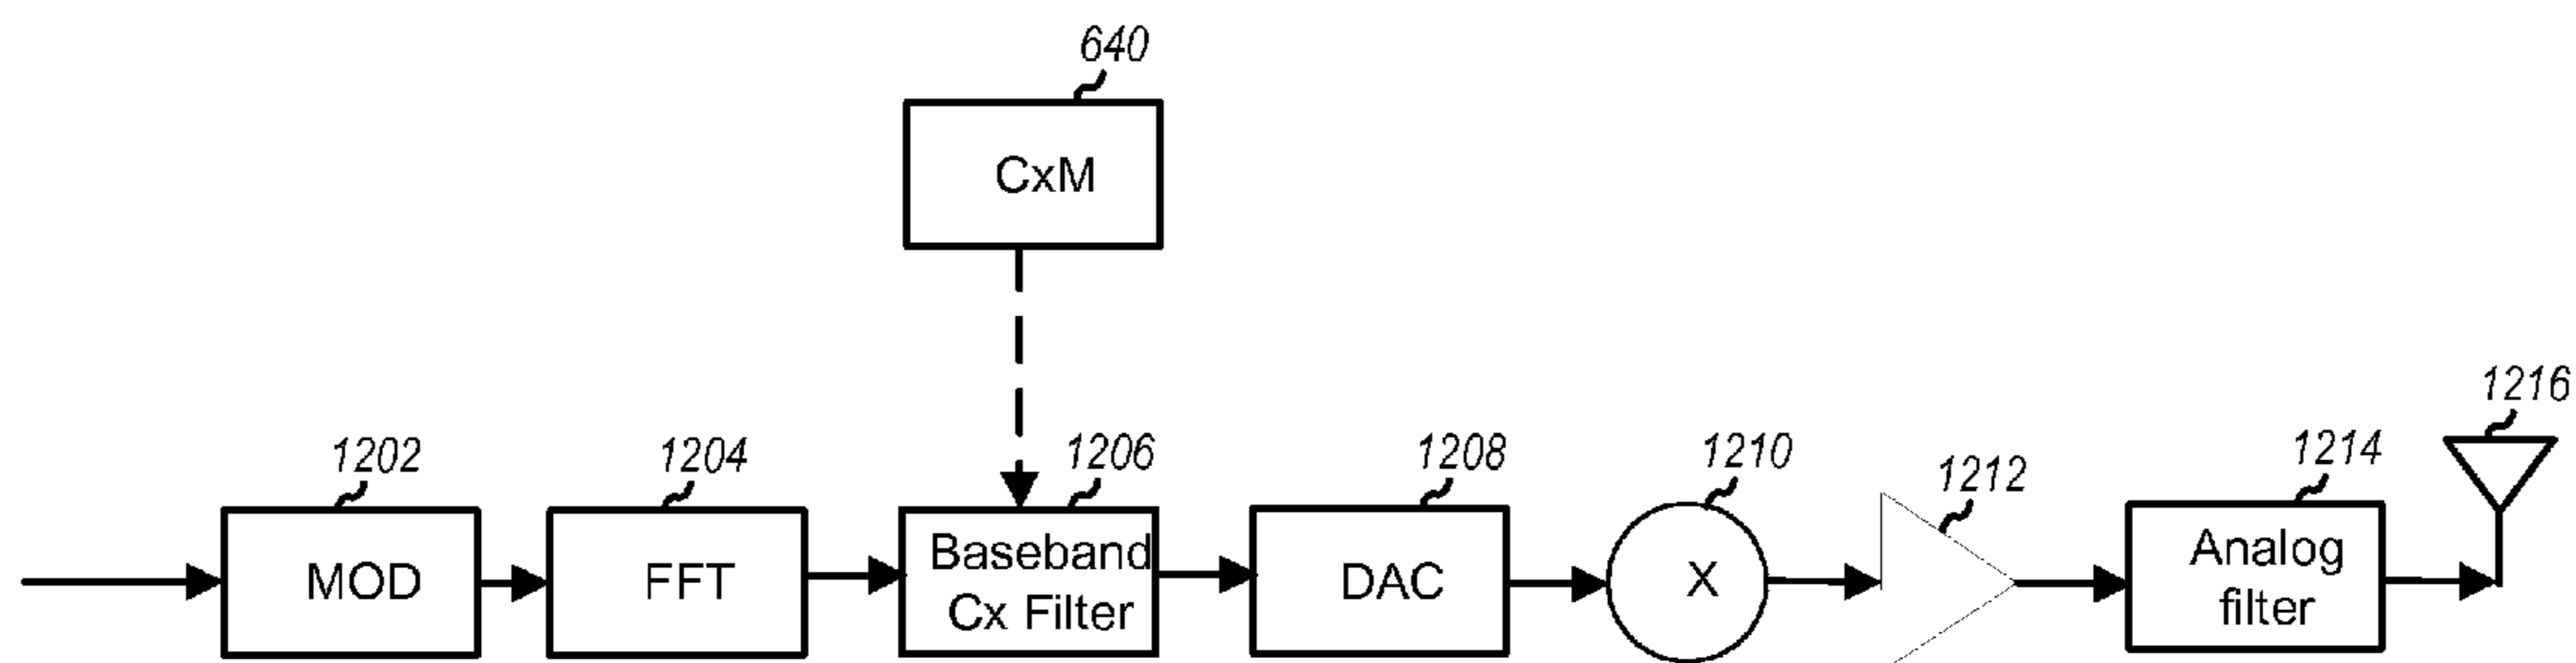 640
CxM
1202
1204
1206
1208
1210
1212
1214
1216
MOD
FFT
Baseband
Cx Filter
DAC
X
Analog
filter